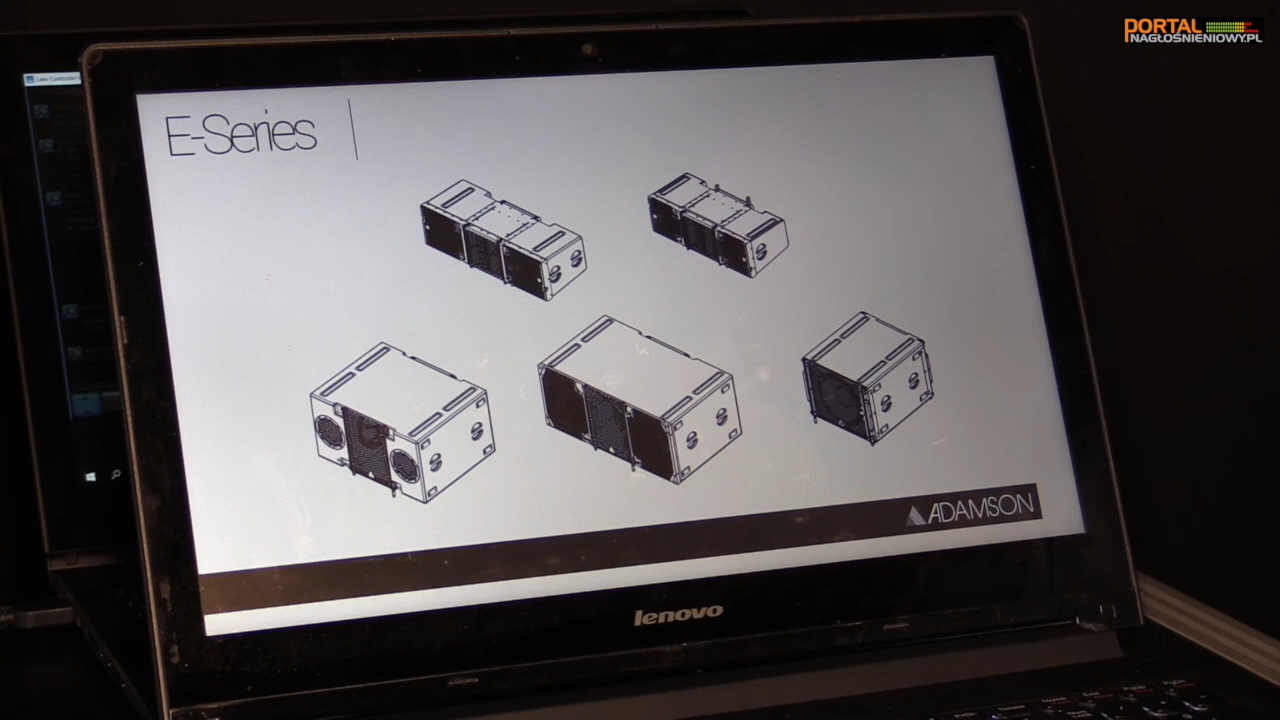 PORTAL
NAGŁOŚNIENIOWY.PL
E-Series
ADAMSON
lenovo